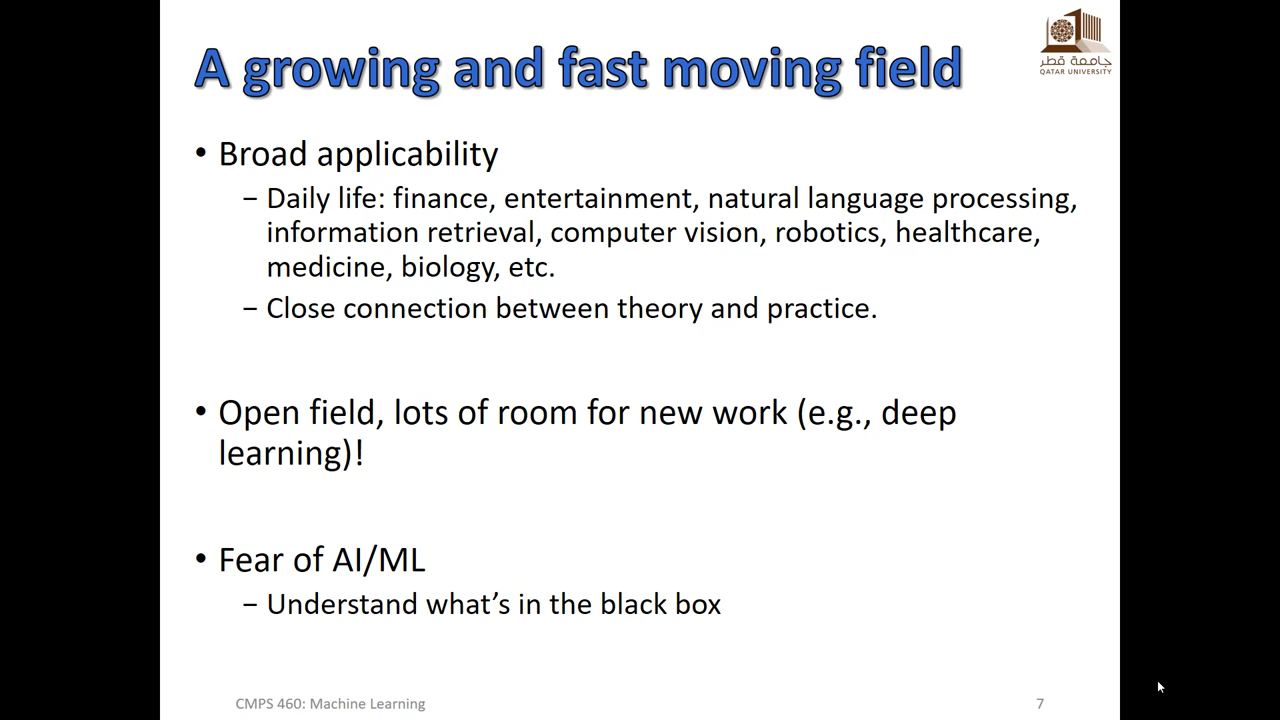 A growing and fast moving field
جامعة قطر
QATAR UNIVERSITY
• Broad applicability
– Daily life: finance, entertainment, natural language processing,
information retrieval, computer vision, robotics, healthcare,
medicine, biology, etc.
– Close connection between theory and practice.
• Open field, lots of room for new work (e.g., deep
learning)!
• Fear of AI/ML
– Understand what’s in the black box
CMPS 460: Machine Learning
7